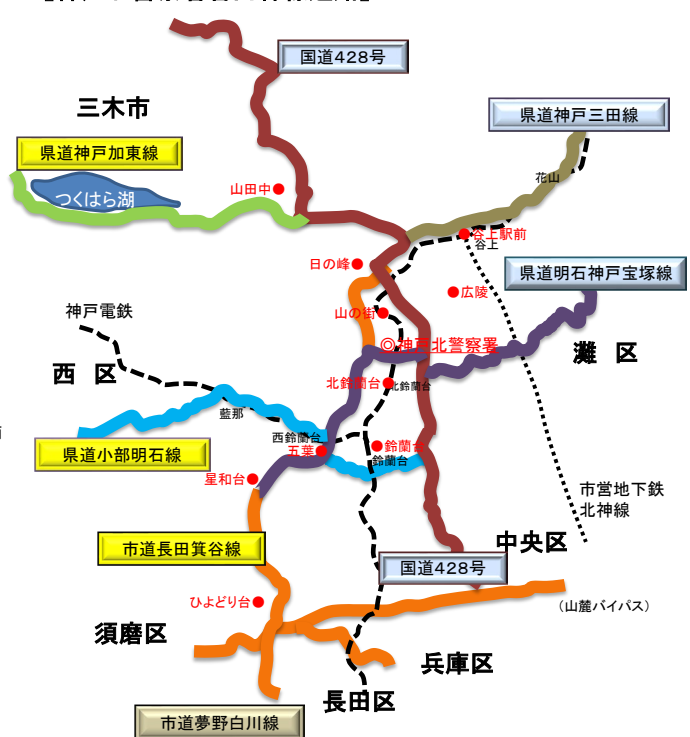 国道428号
三木市
県道神戸三田線
県道神戸加東線
花山
山田中
つくはら湖
谷上駅前
谷上
日の峰
県道明石神戸宝塚線
広陵
神戸電鉄
山の街
◎神戸北警察署
灘 区
西 区
北鈴蘭台
北鈴蘭台
藍那
西鈴蘭台
五葉
鈴蘭台
鈴蘭台
県道小部明石線
星和台
市営地下鉄
北神線
市道長田箕谷線
中央区
国道428号
ひよどり台
(山麓バイパス)
須磨区
兵庫区
長田区
市道夢野白川線